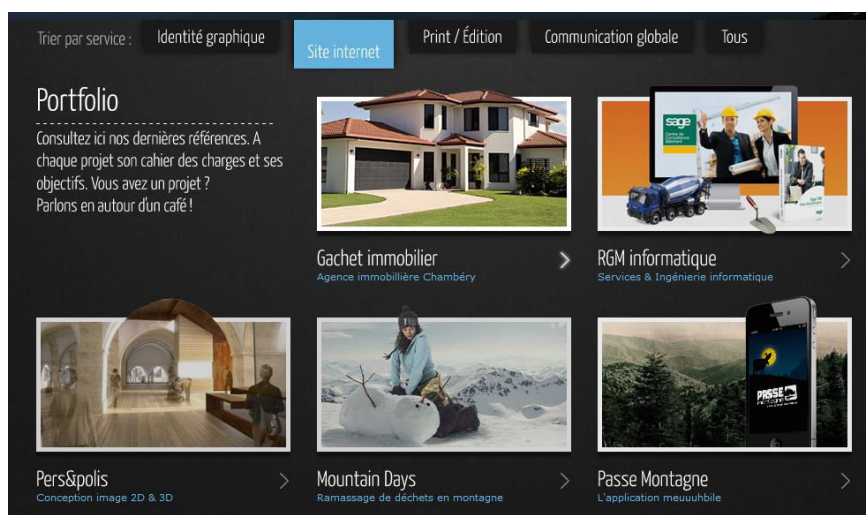 Trier par service :
Identité graphique
Site internet
Print / Édition
Communication globale
Tous
Portfolio
Consultez ici nos dernières références. A
chaque projet son cahier des charges et ses
objectifs. Vous avez un projet ?
Parlons en autour d'un café !
sage
Gachet immobilier
Agence immobillière Chambéry
RGM informatique
Services & Ingénierie informatique
PASSE
montagne
Pers&polis
Conception image 2D & 3D
Mountain Days
Ramassage de déchets en montagne
Passe Montagne
L'application meuuuhbile